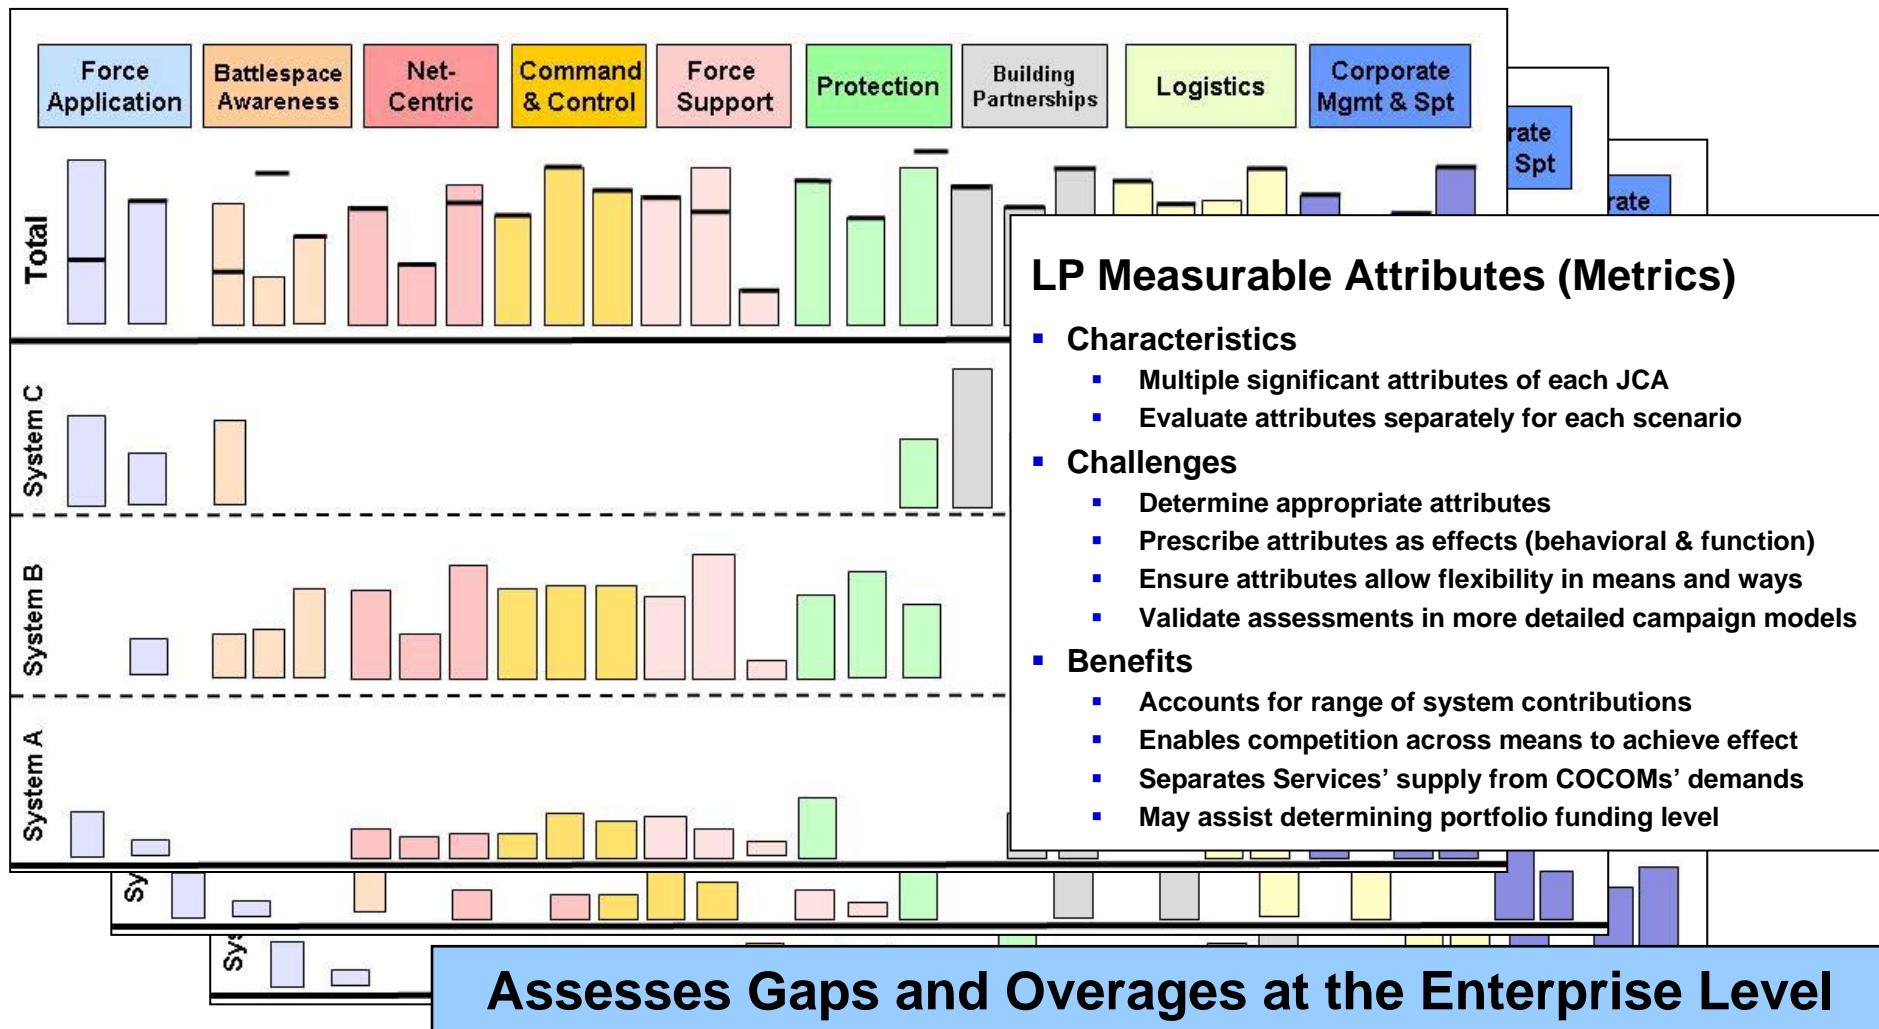 Force
Application
Battlespace
Awareness
Net-
Centric
Command
& Control
Force
Support
Protection
Building
Partnerships
Logistics
Corporate
Mgmt & Spt
rate
Spt
rate
Total
System C
System B
System A
Sy
Sys
LP Measurable Attributes (Metrics)
Characteristics
Multiple significant attributes of each JCA
Evaluate attributes separately for each scenario
Challenges
Determine appropriate attributes
Prescribe attributes as effects (behavioral & function)
Ensure attributes allow flexibility in means and ways
Validate assessments in more detailed campaign models
Benefits
Accounts for range of system contributions
Enables competition across means to achieve effect
Separates Services’ supply from COCOMs’ demands
May assist determining portfolio funding level
Assesses Gaps and Overages at the Enterprise Level